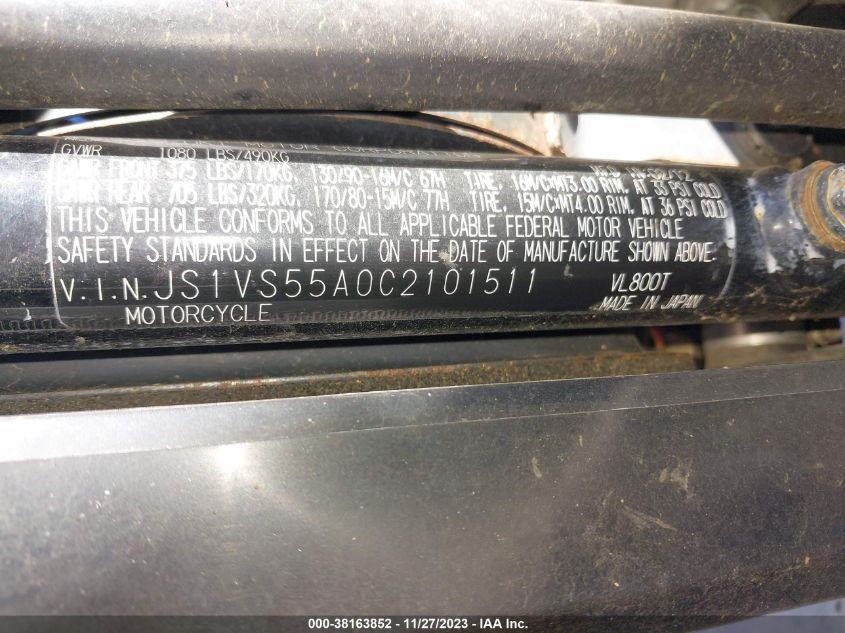 GVWR 1080 LBS/490KG
GAWR FRONT 375 LBS/170KG, 130/90-16M/C 67H TIRE, 16M/C×MT3.00 RIM, AT 33 PSI COLD
GAWR REAR 705 LBS/320KG, 170/80-15M/C 77H TIRE, 15M/C×MT4.00 RIM, AT 36 PSI COLD
THIS VEHICLE CONFORMS TO ALL APPLICABLE FEDERAL MOTOR VEHICLE
SAFETY STANDARDS IN EFFECT ON THE DATE OF MANUFACTURE SHOWN ABOVE.
V.I.N. JS1VS55A0C2101511 VL800T
MOTORCYCLE MADE IN JAPAN
000-38163852 - 11/27/2023 - IAA Inc.